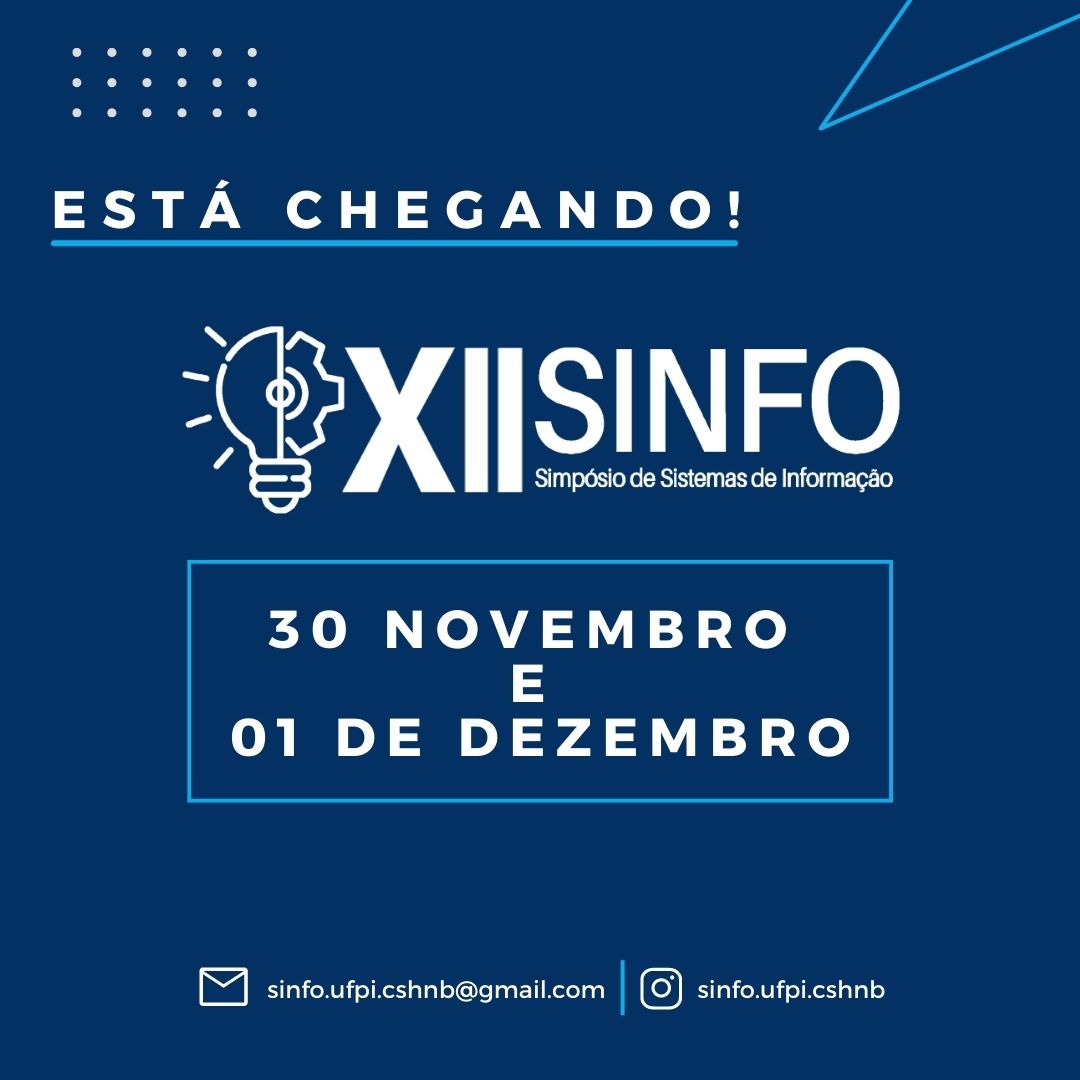 ESTÁ CHEGANDO!
XII SINFO
Simpósio de Sistemas de Informação
30 NOVEMBRO
E
01 DE DEZEMBRO
sinfo.ufpi.cshnb@gmail.com
sinfo.ufpi.cshnb